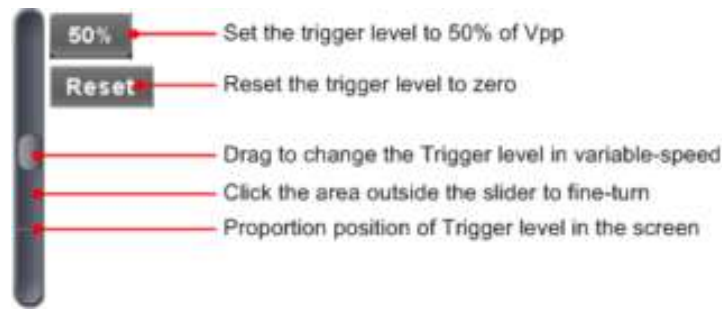 50% Set the trigger level to 50% of Vpp
Reset Reset the trigger level to zero
Drag to change the Trigger level in variable-speed
Click the area outside the slider to fine-turn
Proportion position of Trigger level in the screen